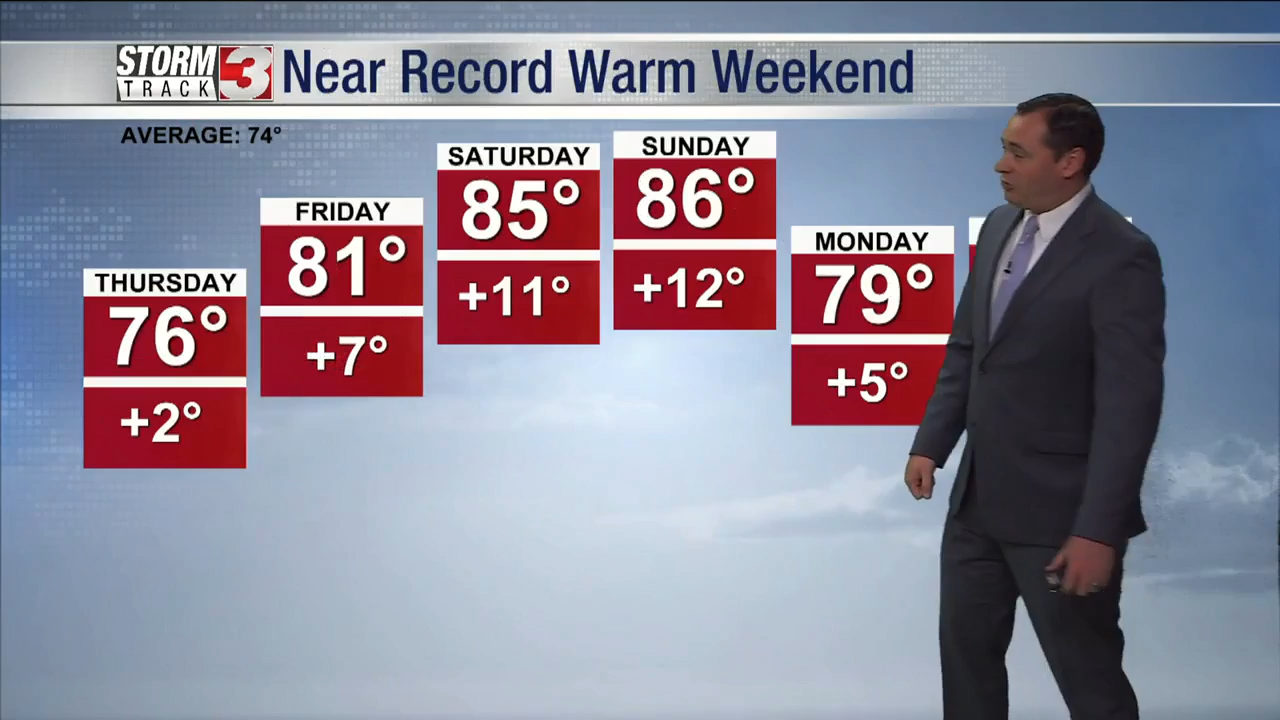 STORM
TRACK 3
Near Record Warm Weekend
AVERAGE: 74°
THURSDAY
76°
+2°
FRIDAY
81°
+7°
SATURDAY
85°
+11°
SUNDAY
86°
+12°
MONDAY
79°
+5°